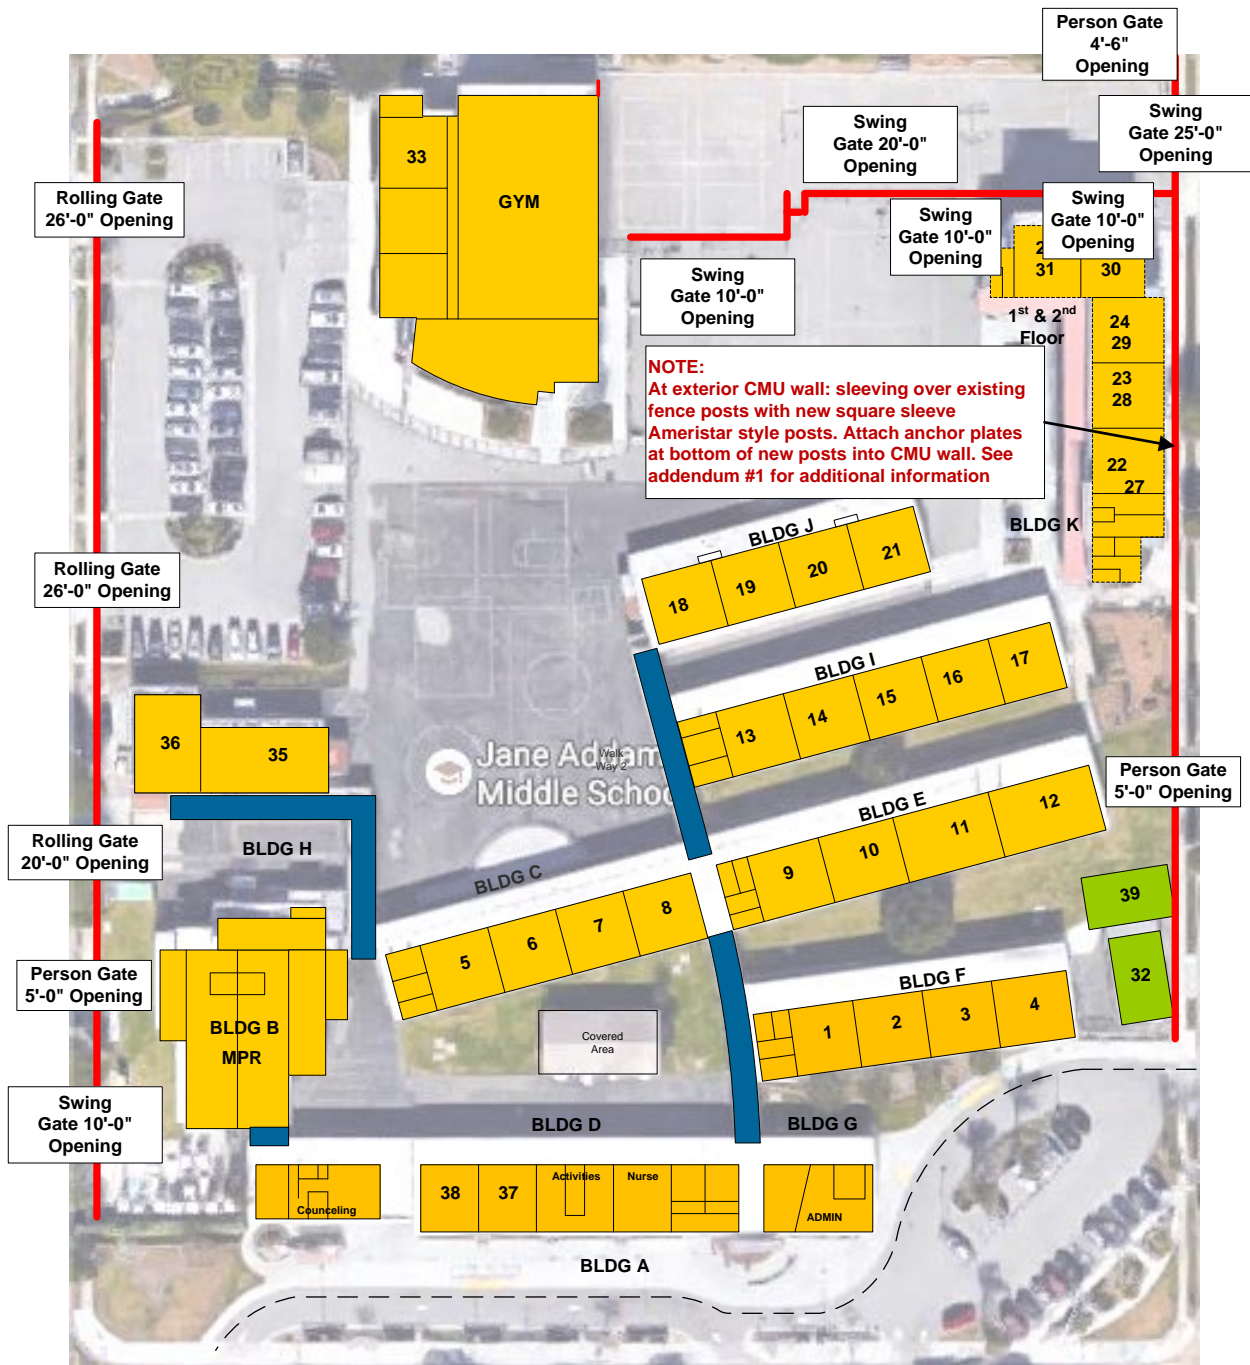 Person Gate
4'-6"
Opening
Swing
Gate 20'-0"
Opening
Swing
Gate 25'-0"
Opening
Rolling Gate
26'-0" Opening
33
GYM
Swing
Gate 10'-0"
Opening
Swing
Gate 10'-0"
Opening
Swing
Gate 10'-0"
Opening
31
30
1st & 2nd
Floor
24
29
23
28
22
27
NOTE:
At exterior CMU wall: sleeving over existing
fence posts with new square sleeve
Ameristar style posts. Attach anchor plates
at bottom of new posts into CMU wall. See
addendum #1 for additional information
BLDG K
BLDG J
18
19
20
21
Rolling Gate
26'-0" Opening
BLDG I
13
14
15
16
17
36
35
Jane Addam
Middle Schoo
Walk
Way 2
Person Gate
5'-0" Opening
Rolling Gate
20'-0" Opening
BLDG H
BLDG E
9
10
11
12
BLDG C
5
6
7
8
39
32
Person Gate
5'-0" Opening
BLDG B
MPR
BLDG F
1
2
3
4
Covered
Area
Swing
Gate 10'-0"
Opening
BLDG D
BLDG G
Counceling
38
37
Activities
Nurse
ADMIN
BLDG A